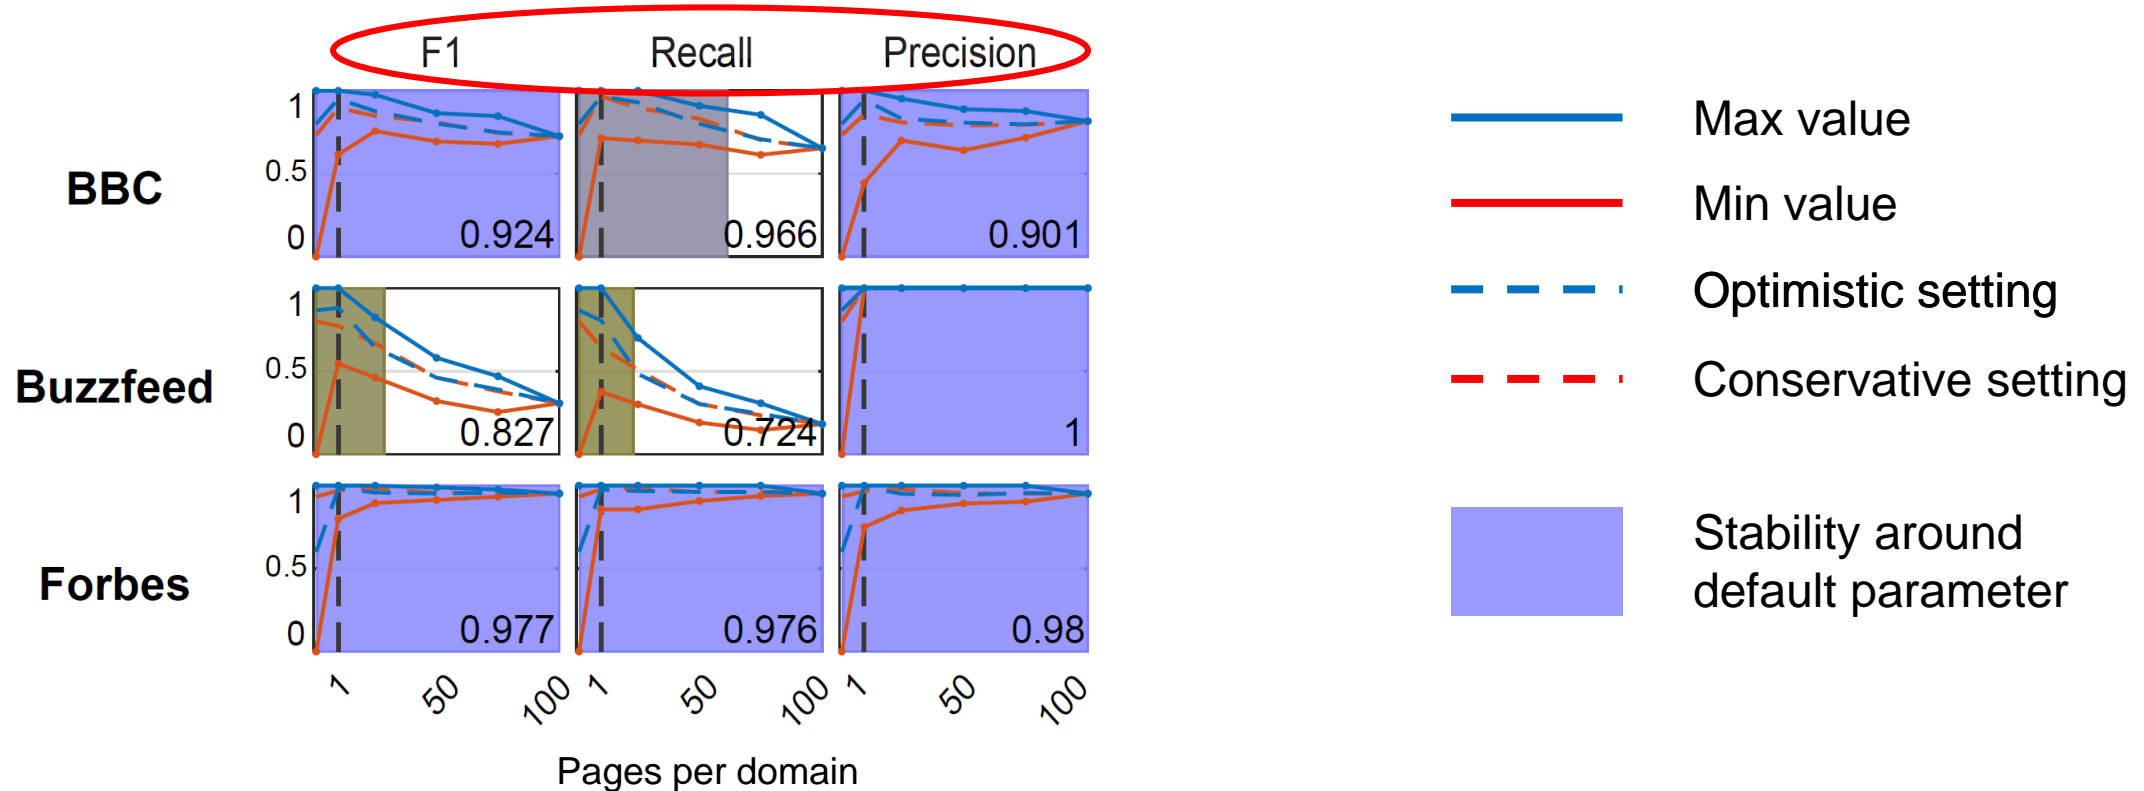 F1 Recall Precision
Max value
1
BBC
0.5
0
0.924 0.966 0.901
Min value
Optimistic setting
1
Buzzfeed
0.5
0
0.827 0.724 1
Conservative setting
1
Forbes
0.5
0
0.977 0.976 0.98
Stability around
default parameter
1 50 100 1 50 100 1 50 100
Pages per domain